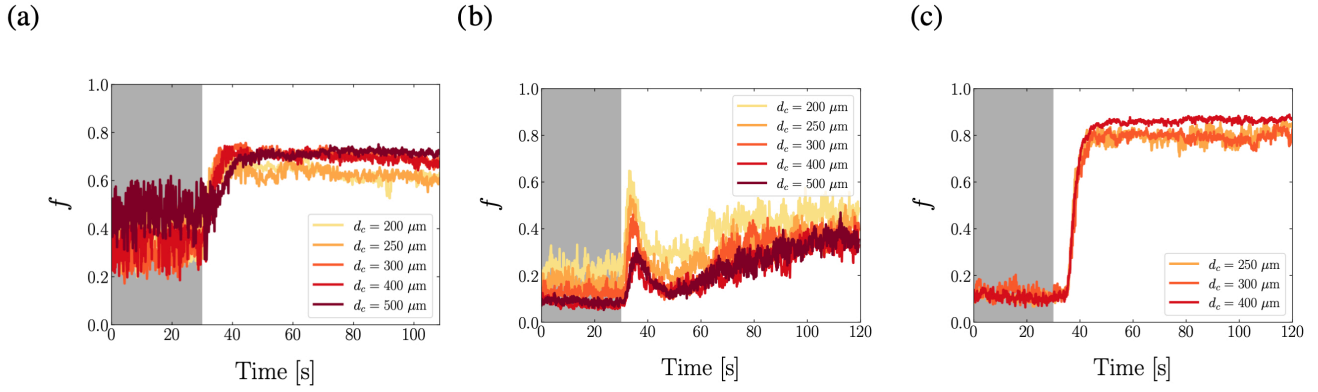 (a)
(b)
(c)
1.0
0.8
0.6
0.4
0.2
0.0
f
0
20
40
60
80
100
Time [s]
d_c = 200 μm
d_c = 250 μm
d_c = 300 μm
d_c = 400 μm
d_c = 500 μm
1.0
0.8
0.6
0.4
0.2
0.0
f
0
20
40
60
80
100
120
Time [s]
d_c = 200 μm
d_c = 250 μm
d_c = 300 μm
d_c = 400 μm
d_c = 500 μm
1.0
0.8
0.6
0.4
0.2
0.0
f
0
20
40
60
80
100
120
Time [s]
d_c = 250 μm
d_c = 300 μm
d_c = 400 μm